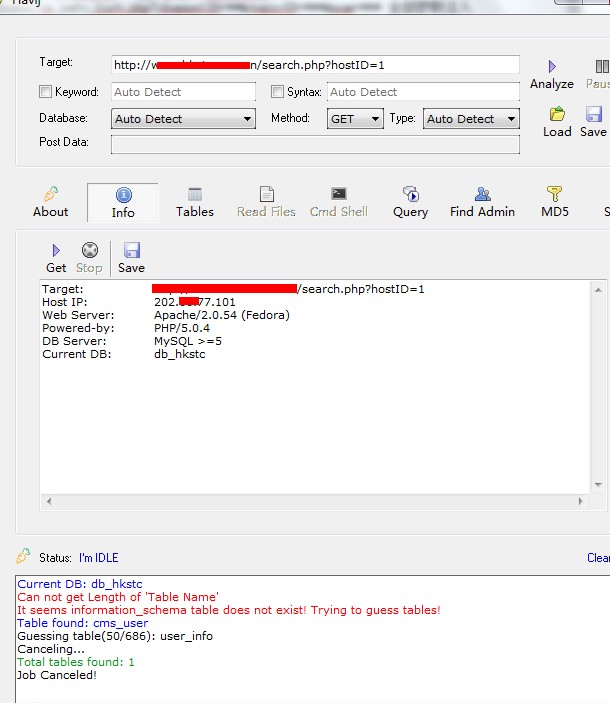 Havij
Target: http://w n/search.php?hostID=1
Analyze
Keyword: Auto Detect Syntax: Auto Detect
Database: Auto Detect Method: GET Type: Auto Detect
Load Save
Post Data:
About Info Tables Read Files Cmd Shell Query Find Admin MD5 S
Get Stop Save
Target: /search.php?hostID=1
Host IP: 202. .77.101
Web Server: Apache/2.0.54 (Fedora)
Powered-by: PHP/5.0.4
DB Server: MySQL >=5
Current DB: db_hkstc
Status: I'm IDLE Clear
Current DB: db_hkstc
Can not get Length of 'Table Name'
It seems information_schema table does not exist! Trying to guess tables!
Table found: cms_user
Guessing table(50/686): user_info
Canceling...
Total tables found: 1
Job Canceled!